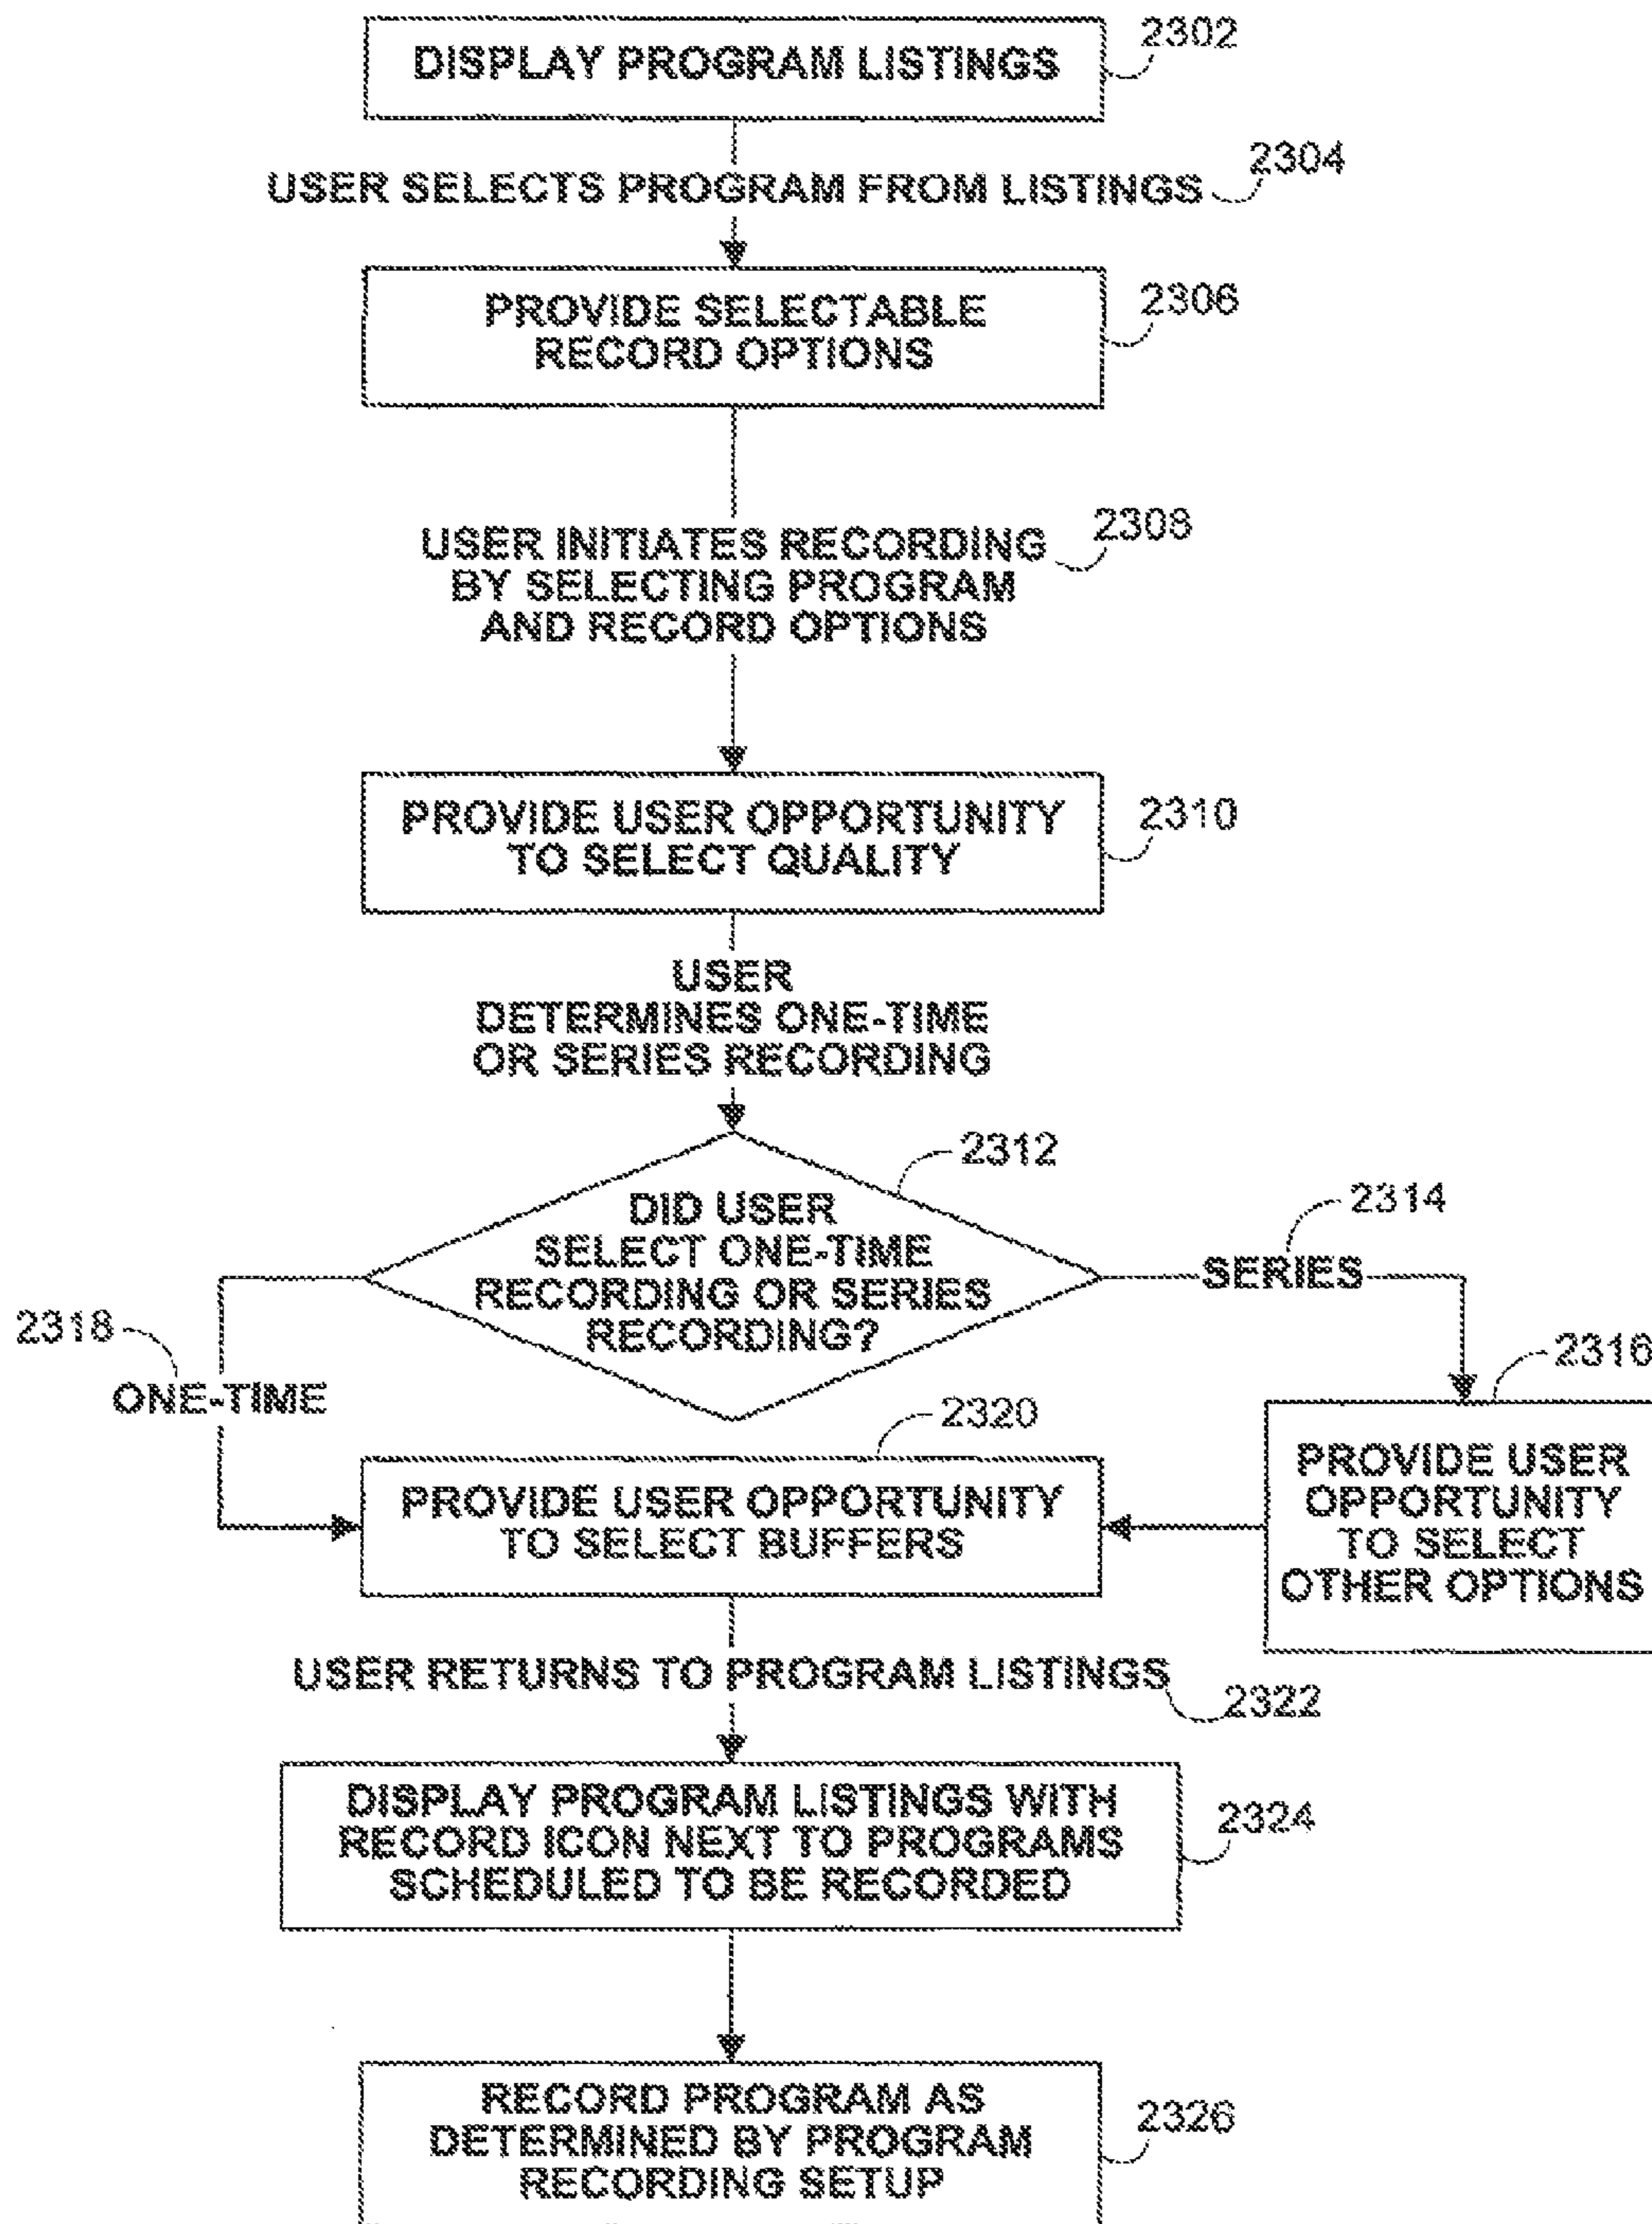 DISPLAY PROGRAM LISTINGS
2302
USER SELECTS PROGRAM FROM LISTINGS
2304
PROVIDE SELECTABLE
RECORD OPTIONS
2306
USER INITIATES RECORDING
BY SELECTING PROGRAM
AND RECORD OPTIONS
2308
PROVIDE USER OPPORTUNITY
TO SELECT QUALITY
2310
USER
DETERMINES ONE-TIME
OR SERIES RECORDING
DID USER
SELECT ONE-TIME
RECORDING OR SERIES
RECORDING?
2312
2314
SERIES
2318
ONE-TIME
2316
PROVIDE USER
OPPORTUNITY
TO SELECT
OTHER OPTIONS
2320
PROVIDE USER OPPORTUNITY
TO SELECT BUFFERS
USER RETURNS TO PROGRAM LISTINGS
2322
DISPLAY PROGRAM LISTINGS WITH
RECORD ICON NEXT TO PROGRAMS
SCHEDULED TO BE RECORDED
2324
RECORD PROGRAM AS
DETERMINED BY PROGRAM
RECORDING SETUP
2326